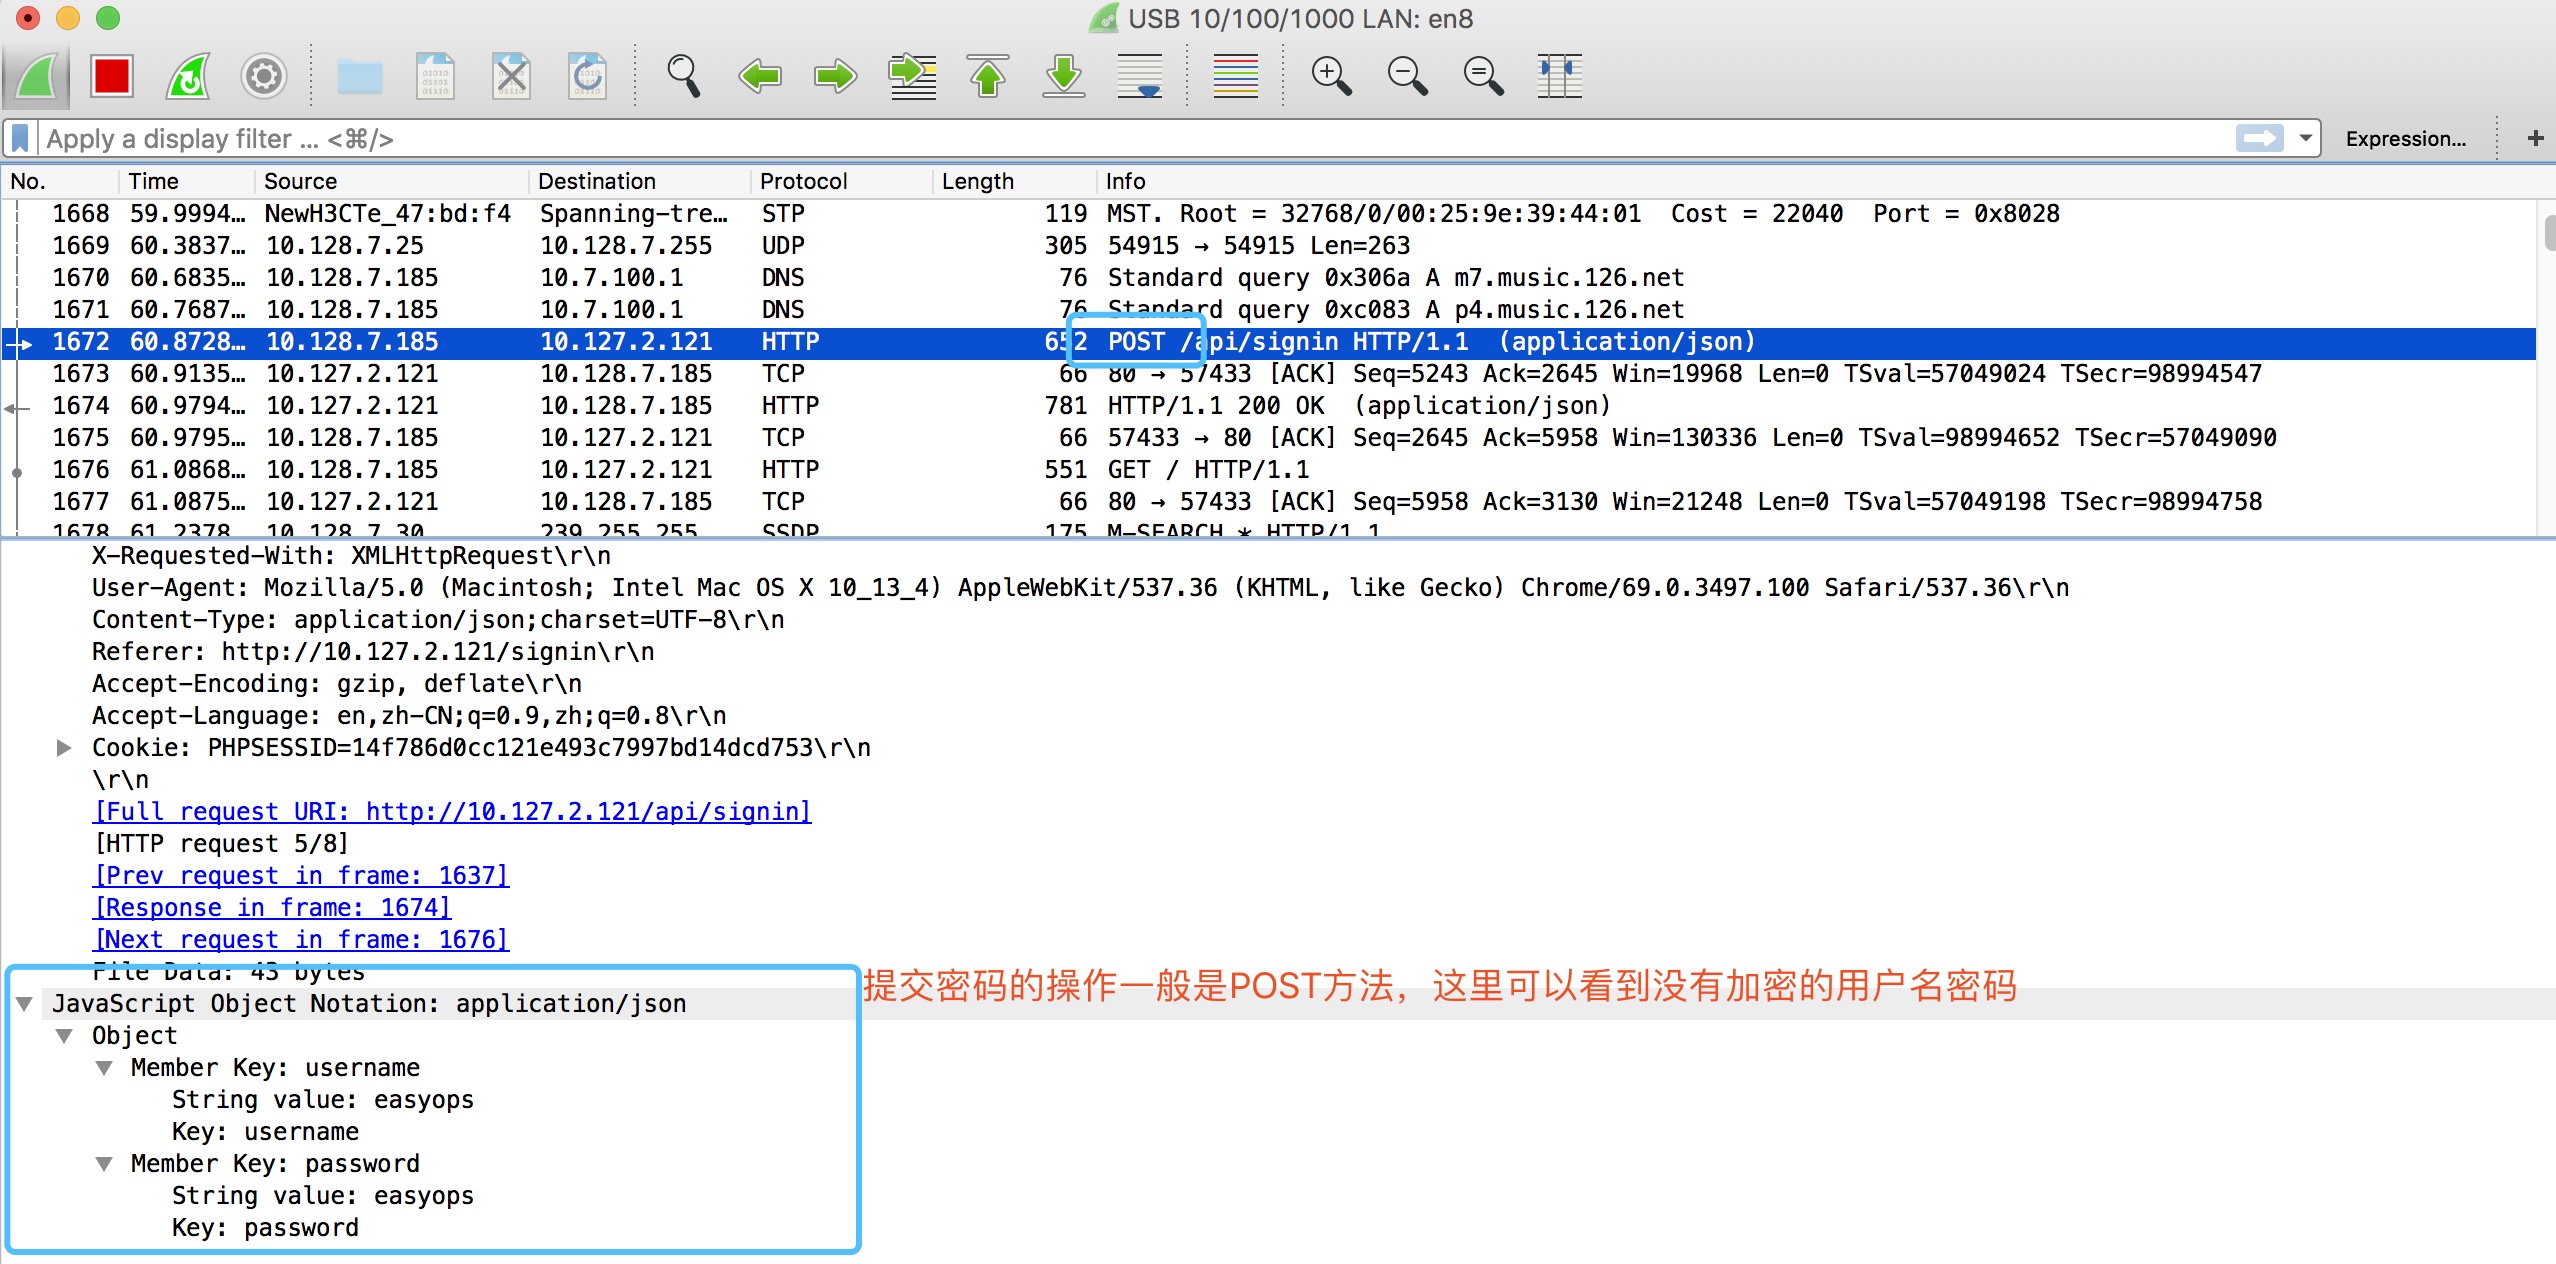 USB 10/100/1000 LAN: en8
Apply a display filter ... <⌘/>
Expression...
+
No. Time Source Destination Protocol Length Info
1668 59.9994… NewH3CTe_47:bd:f4 Spanning-tre… STP 119 MST. Root = 32768/0/00:25:9e:39:44:01 Cost = 22040 Port = 0x8028
1669 60.3837… 10.128.7.25 10.128.7.255 UDP 305 54915 → 54915 Len=263
1670 60.6835… 10.128.7.185 10.7.100.1 DNS 76 Standard query 0x306a A m7.music.126.net
1671 60.7687… 10.128.7.185 10.7.100.1 DNS 76 Standard query 0xc083 A p4.music.126.net
1672 60.8728… 10.128.7.185 10.127.2.121 HTTP 652 POST /api/signin HTTP/1.1 (application/json)
1673 60.9135… 10.127.2.121 10.128.7.185 TCP 66 80 → 57433 [ACK] Seq=5243 Ack=2645 Win=19968 Len=0 TSval=57049024 TSecr=98994547
1674 60.9794… 10.127.2.121 10.128.7.185 HTTP 781 HTTP/1.1 200 OK (application/json)
1675 60.9795… 10.128.7.185 10.127.2.121 TCP 66 57433 → 80 [ACK] Seq=2645 Ack=5958 Win=130336 Len=0 TSval=98994652 TSecr=57049090
1676 61.0868… 10.128.7.185 10.127.2.121 HTTP 551 GET / HTTP/1.1
1677 61.0875… 10.127.2.121 10.128.7.185 TCP 66 80 → 57433 [ACK] Seq=5958 Ack=3130 Win=21248 Len=0 TSval=57049198 TSecr=98994758
1678 61.2378 10.128.7.30 239.255.255 SSDP 175 M-SEARCH * HTTP/1.1
X-Requested-With: XMLHttpRequest\r\n
User-Agent: Mozilla/5.0 (Macintosh; Intel Mac OS X 10_13_4) AppleWebKit/537.36 (KHTML, like Gecko) Chrome/69.0.3497.100 Safari/537.36\r\n
Content-Type: application/json;charset=UTF-8\r\n
Referer: http://10.127.2.121/signin\r\n
Accept-Encoding: gzip, deflate\r\n
Accept-Language: en,zh-CN;q=0.9,zh;q=0.8\r\n
Cookie: PHPSESSID=14f786d0cc121e493c7997bd14dcd753\r\n
\r\n
[Full request URI: http://10.127.2.121/api/signin]
[HTTP request 5/8]
[Prev request in frame: 1637]
[Response in frame: 1674]
[Next request in frame: 1676]
File Data: 43 bytes
提交密码的操作一般是POST方法，这里可以看到没有加密的用户名密码
JavaScript Object Notation: application/json
Object
Member Key: username
String value: easyops
Key: username
Member Key: password
String value: easyops
Key: password